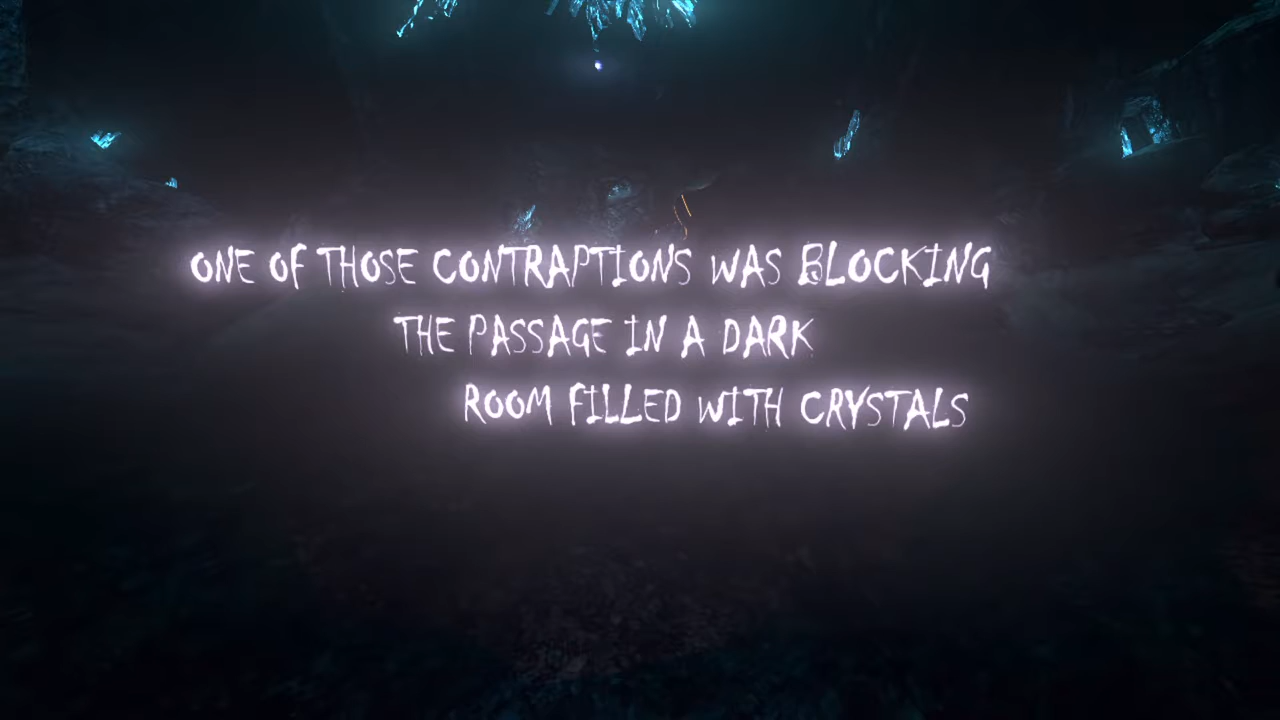 ONE OF THOSE CONTRAPTIONS WAS BLOCKING
THE PASSAGE IN A DARK
ROOM FILLED WITH CRYSTALS